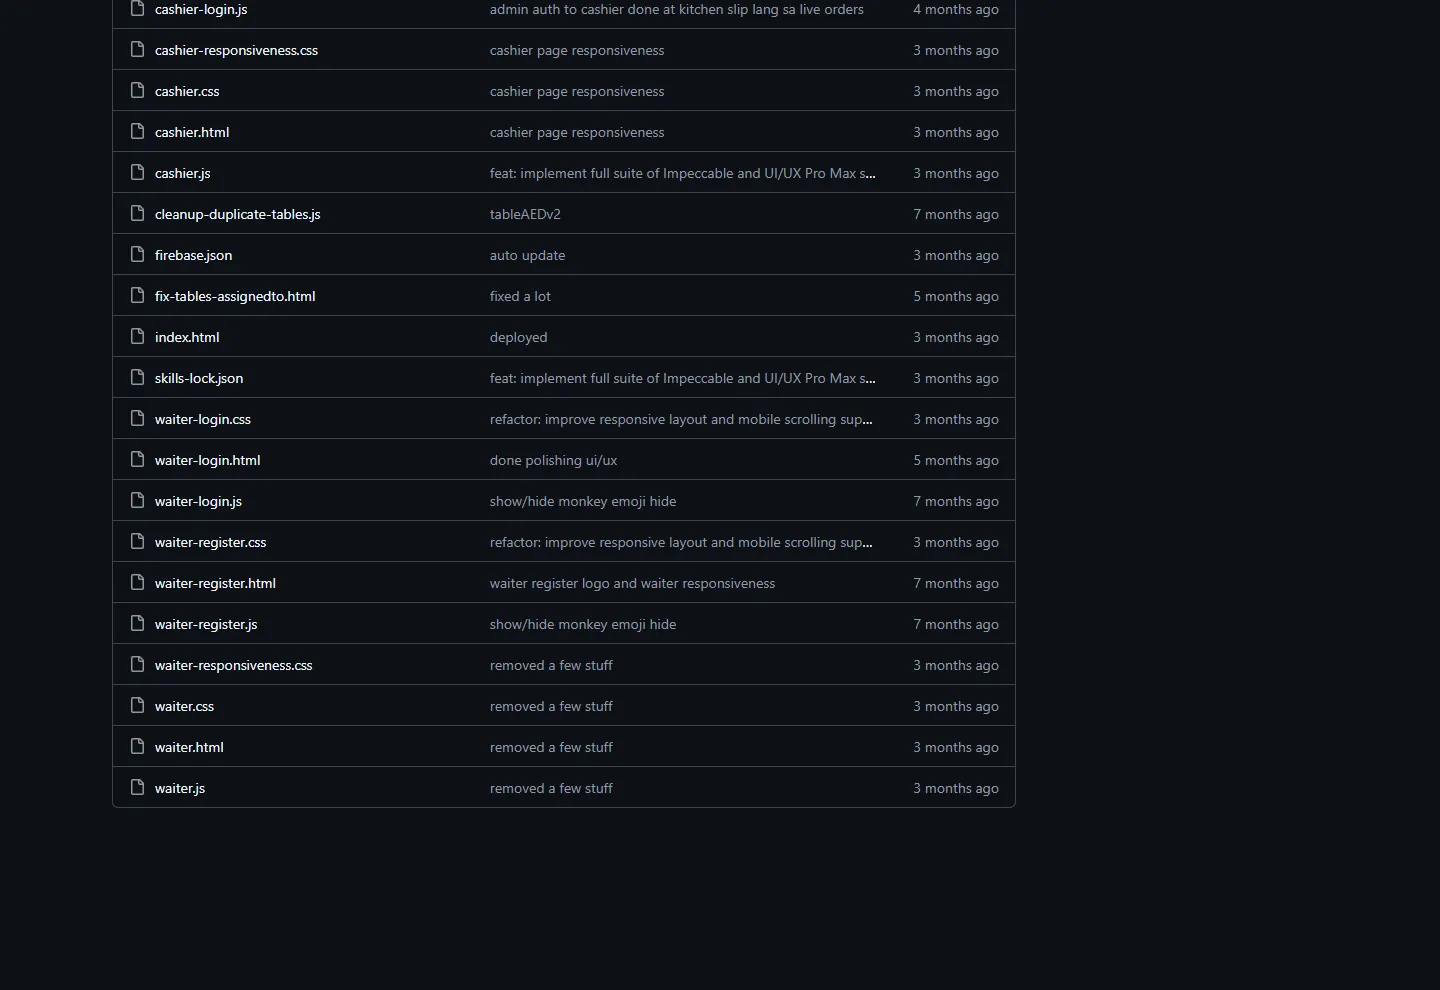 cashier-login.js admin auth to cashier done at kitchen slip lang sa live orders 4 months ago
cashier-responsiveness.css cashier page responsiveness 3 months ago
cashier.css cashier page responsiveness 3 months ago
cashier.html cashier page responsiveness 3 months ago
cashier.js feat: implement full suite of Impeccable and UI/UX Pro Max s... 3 months ago
cleanup-duplicate-tables.js tableAEDv2 7 months ago
firebase.json auto update 3 months ago
fix-tables-assignedto.html fixed a lot 5 months ago
index.html deployed 3 months ago
skills-lock.json feat: implement full suite of Impeccable and UI/UX Pro Max s... 3 months ago
waiter-login.css refactor: improve responsive layout and mobile scrolling sup... 3 months ago
waiter-login.html done polishing ui/ux 5 months ago
waiter-login.js show/hide monkey emoji hide 7 months ago
waiter-register.css refactor: improve responsive layout and mobile scrolling sup... 3 months ago
waiter-register.html waiter register logo and waiter responsiveness 7 months ago
waiter-register.js show/hide monkey emoji hide 7 months ago
waiter-responsiveness.css removed a few stuff 3 months ago
waiter.css removed a few stuff 3 months ago
waiter.html removed a few stuff 3 months ago
waiter.js removed a few stuff 3 months ago